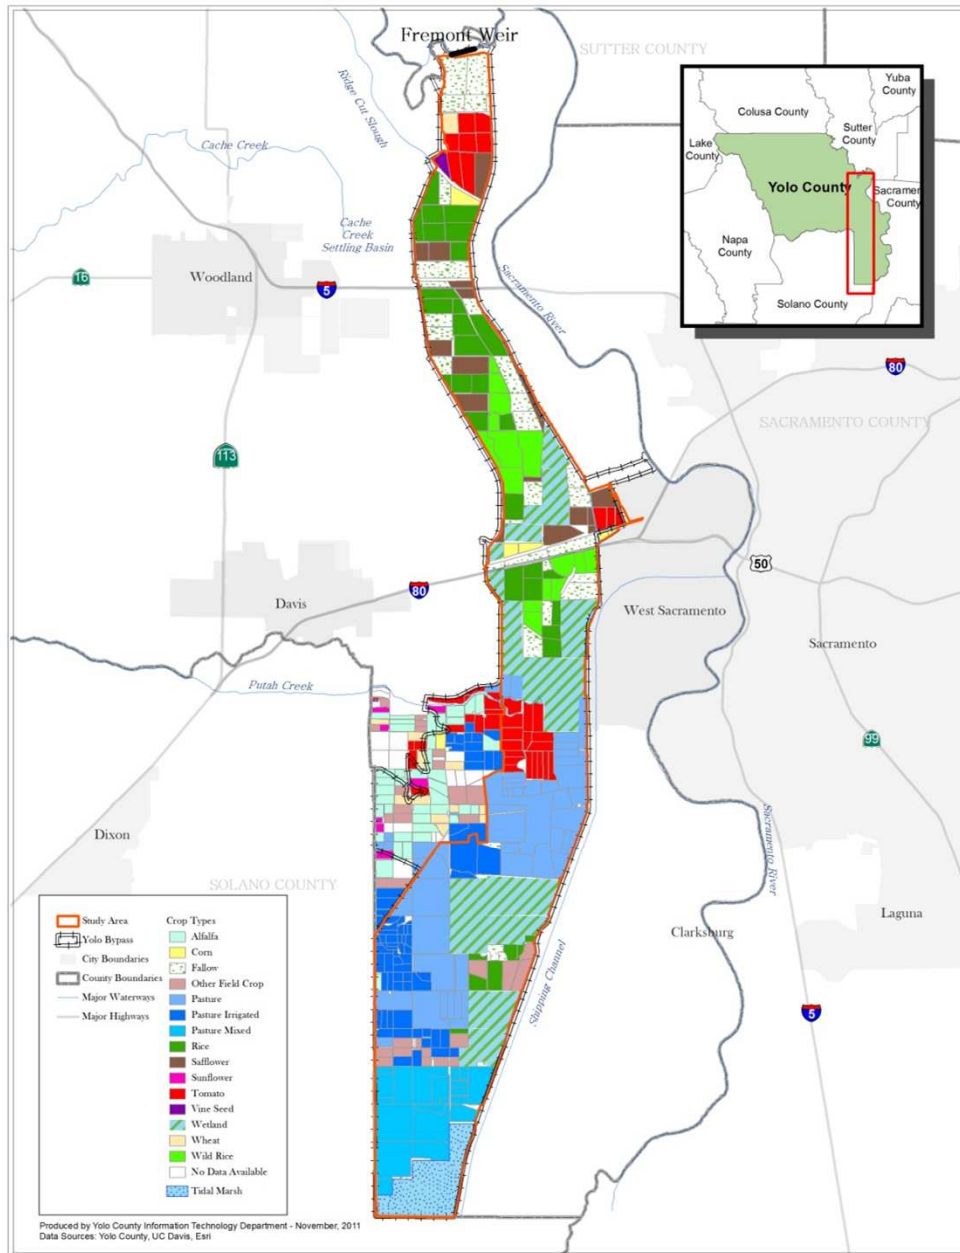 Fremont Weir
SUTTER COUNTY
Ridge Cut Slough
Cache Creek
Cache
Creek
Settling Basin
Woodland
16
5
Sacramento River
Yuba
County
Colusa County
Sutter
County
Lake
County
Yolo County
Sacramen
County
Napa
County
Solano County
80
SACRAMENTO COUNTY
113
50
Davis
80
West Sacramento
Sacramento
Putah Creek
99
Dixon
Sacramento River
SOLANO COUNTY
Laguna
Clarksburg
Shipping Channel
5
Study Area
Yolo Bypass
City Boundaries
County Boundaries
Major Waterways
Major Highways
Crop Types
Alfalfa
Corn
Fallow
Other Field Crop
Pasture
Pasture Irrigated
Pasture Mixed
Rice
Safflower
Sunflower
Tomato
Vine Seed
Wetland
Wheat
Wild Rice
No Data Available
Tidal Marsh
Produced by Yolo County Information Technology Department - November, 2011
Data Sources: Yolo County, UC Davis, Esri